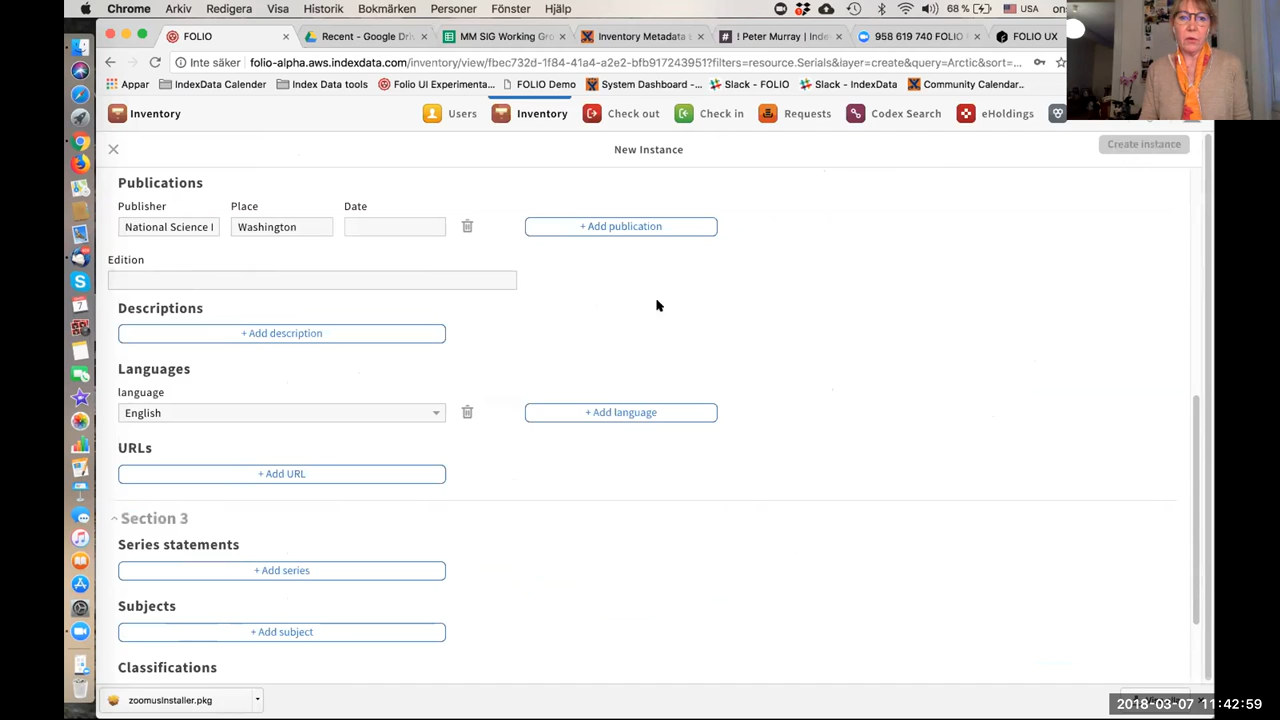 Chrome Arkiv Redigera Visa Historik Bokmärken Personer Fönster Hjälp 68 % USA
FOLIO
Recent - Google Dri
MM SIG Working Gro
Inventory Metadata
! Peter Murray | Inde
958 619 740 FOLIO
FOLIO UX
Inte säker folio-alpha.aws.indexdata.com/inventory/view/fbec732d-1f84-41a4-a2e2-bfb917243951?filters=resource.Serials&layer=create&query=Arctic&sort=...
Appar IndexData Calender Index Data tools Folio UI Experimenta... FOLIO Demo System Dashboard -... Slack - FOLIO Slack - IndexData Community Calendar..
Inventory Users Inventory Check out Check in Requests Codex Search eHoldings
New Instance
Create instance
Publications
Publisher Place Date
National Science Washington
+ Add publication
Edition
Descriptions
+ Add description
Languages
language
English
+ Add language
URLs
+ Add URL
Section 3
Series statements
+ Add series
Subjects
+ Add subject
Classifications
zoomusInstaller.pkg
2018-03-07 11:42:59